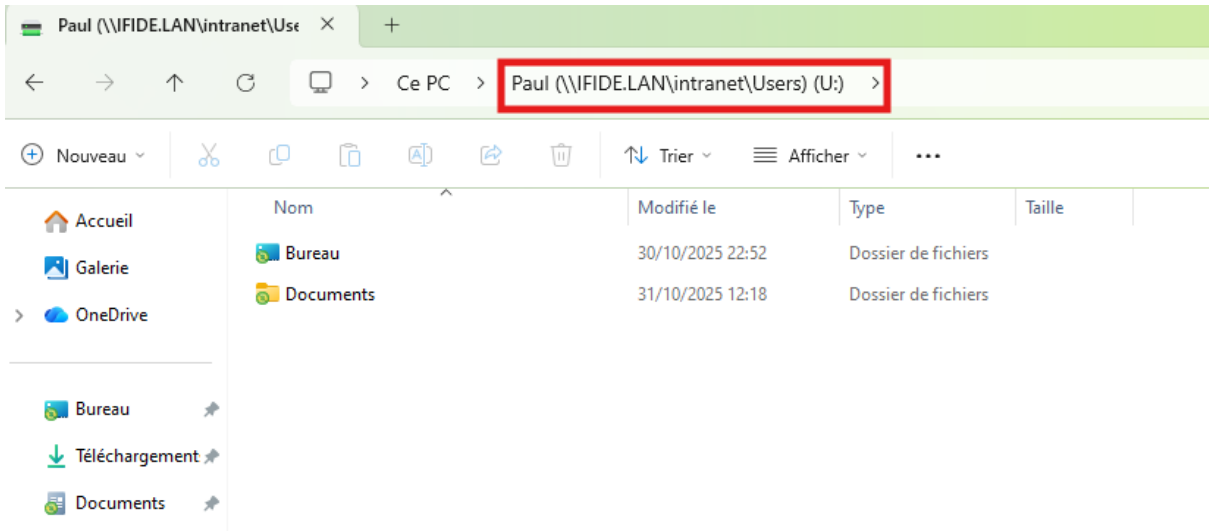 Paul (\\IFIDE.LAN\intranet\Use
Ce PC > Paul (\\IFIDE.LAN\intranet\Users) (U:) >
Nouveau Trier Afficher ...
Nom Modifié le Type Taille
Accueil
Galerie
OneDrive
Bureau 30/10/2025 22:52 Dossier de fichiers
Documents 31/10/2025 12:18 Dossier de fichiers
Bureau
Téléchargement
Documents